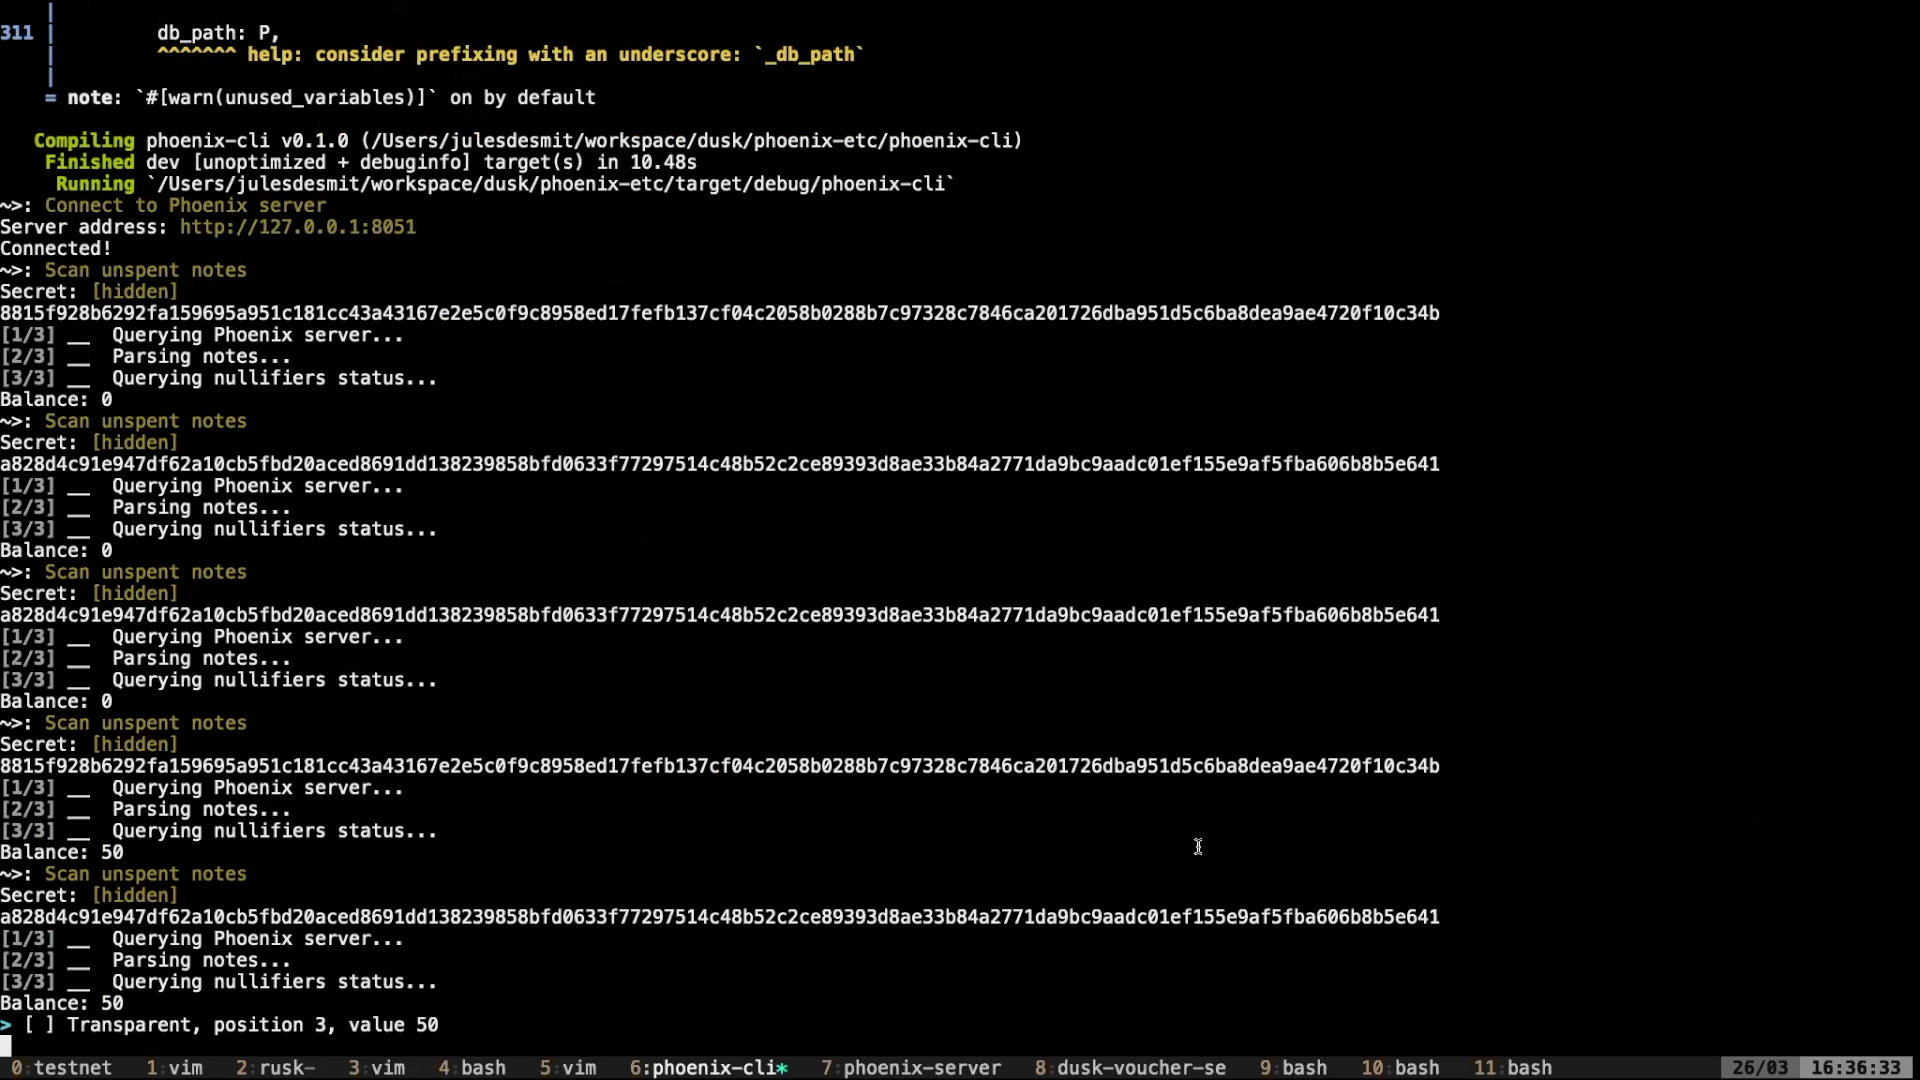 311 |         db_path: P,
^^^^^^^ help: consider prefixing with an underscore: `_db_path`
= note: `#[warn(unused_variables)]` on by default
Compiling phoenix-cli v0.1.0 (/Users/julesdesmit/workspace/dusk/phoenix-etc/phoenix-cli)
Finished dev [unoptimized + debuginfo] target(s) in 10.48s
Running `/Users/julesdesmit/workspace/dusk/phoenix-etc/target/debug/phoenix-cli`
~>: Connect to Phoenix server
Server address: http://127.0.0.1:8051
Connected!
~>: Scan unspent notes
Secret: [hidden]
8815f928b6292fa159695a951c181cc43a43167e2e5c0f9c8958ed17fefb137cf04c2058b0288b7c97328c7846ca201726dba951d5c6ba8dea9ae4720f10c34b
[1/3] __  Querying Phoenix server...
[2/3] __  Parsing notes...
[3/3] __  Querying nullifiers status...
Balance: 0
~>: Scan unspent notes
Secret: [hidden]
a828d4c91e947df62a10cb5fbd20aced8691dd138239858bfd0633f77297514c48b52c2ce89393d8ae33b84a2771da9bc9aadc01ef155e9af5fba606b8b5e641
[1/3] __  Querying Phoenix server...
[2/3] __  Parsing notes...
[3/3] __  Querying nullifiers status...
Balance: 0
~>: Scan unspent notes
Secret: [hidden]
a828d4c91e947df62a10cb5fbd20aced8691dd138239858bfd0633f77297514c48b52c2ce89393d8ae33b84a2771da9bc9aadc01ef155e9af5fba606b8b5e641
[1/3] __  Querying Phoenix server...
[2/3] __  Parsing notes...
[3/3] __  Querying nullifiers status...
Balance: 0
~>: Scan unspent notes
Secret: [hidden]
8815f928b6292fa159695a951c181cc43a43167e2e5c0f9c8958ed17fefb137cf04c2058b0288b7c97328c7846ca201726dba951d5c6ba8dea9ae4720f10c34b
[1/3] __  Querying Phoenix server...
[2/3] __  Parsing notes...
[3/3] __  Querying nullifiers status...
Balance: 50
~>: Scan unspent notes
Secret: [hidden]
a828d4c91e947df62a10cb5fbd20aced8691dd138239858bfd0633f77297514c48b52c2ce89393d8ae33b84a2771da9bc9aadc01ef155e9af5fba606b8b5e641
[1/3] __  Querying Phoenix server...
[2/3] __  Parsing notes...
[3/3] __  Querying nullifiers status...
Balance: 50
> [ ] Transparent, position 3, value 50
0:testnet 1:vim 2:rusk- 3:vim 4:bash 5:vim 6:phoenix-cli* 7:phoenix-server 8:dusk-voucher-se 9:bash 10:bash 11:bash 26/03 16:36:33